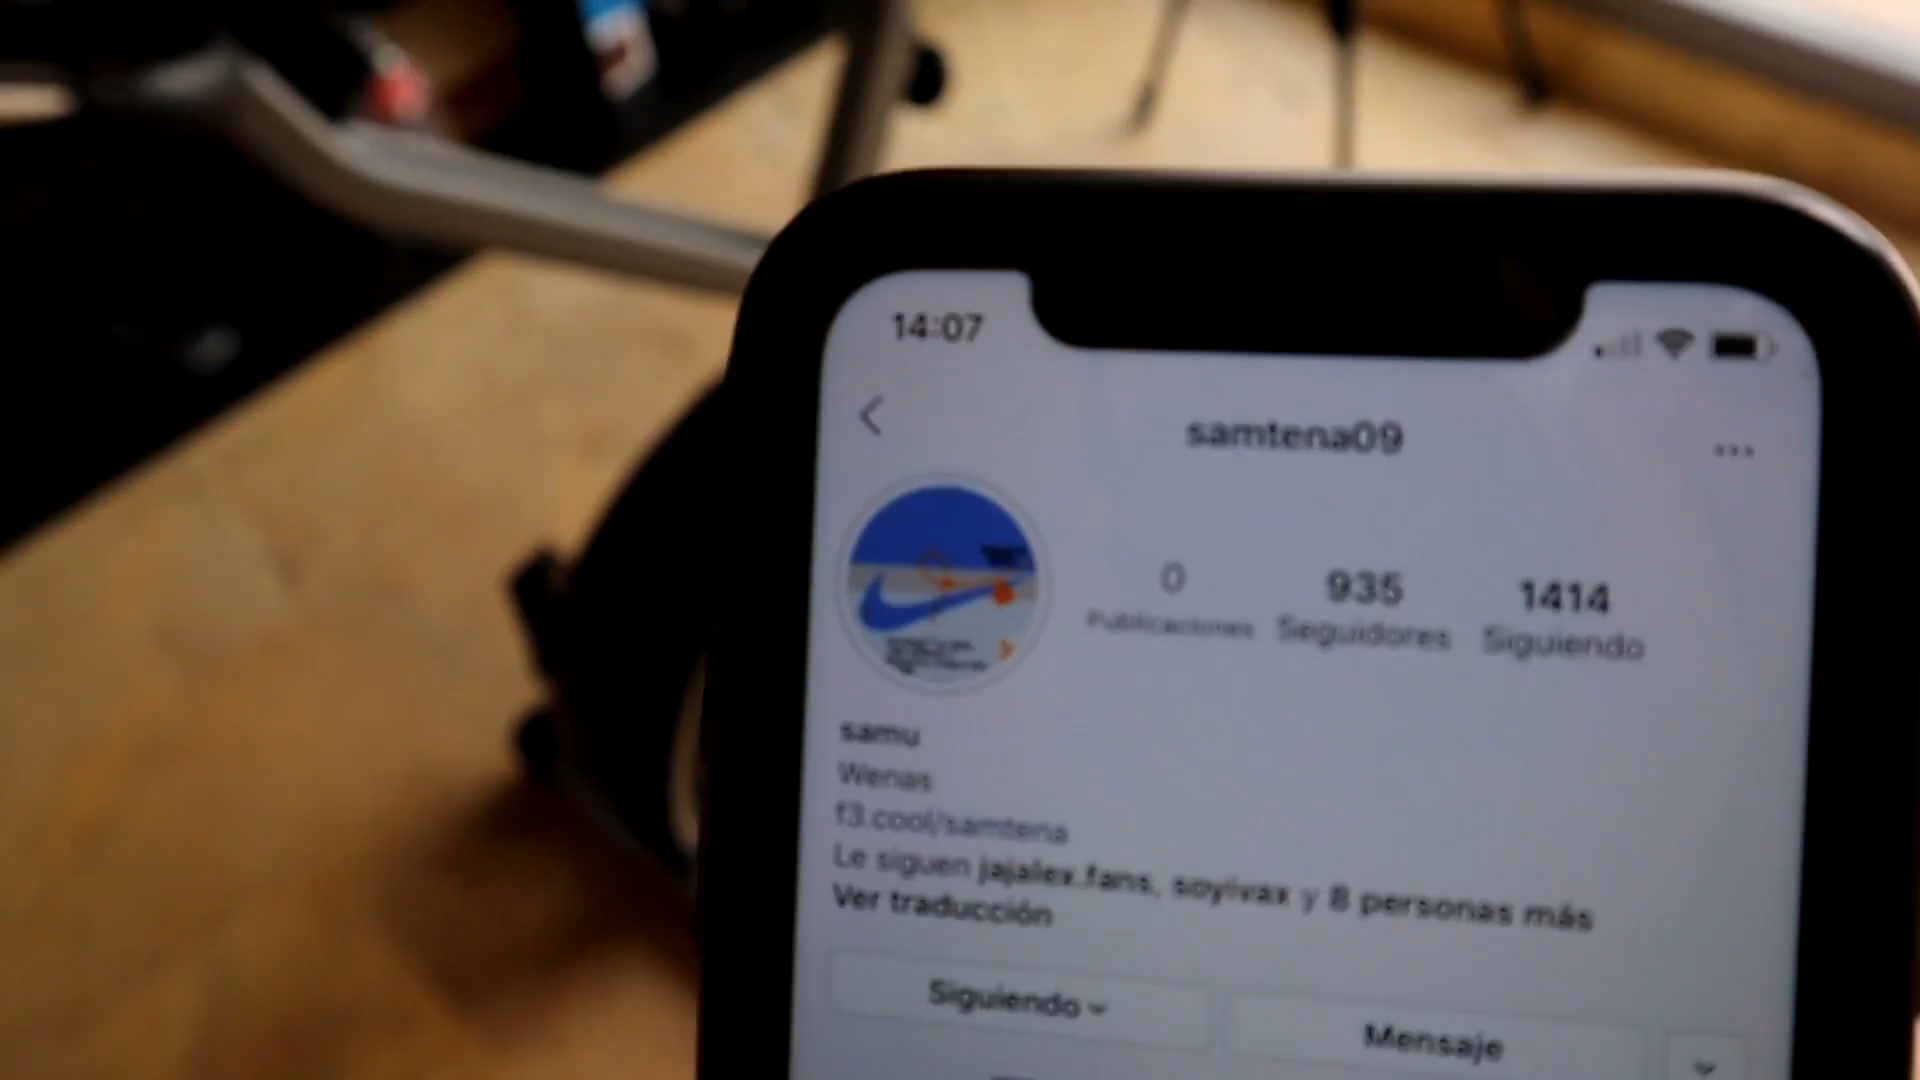 14:07
samtena09
0 935 1414
Publicaciones Seguidores Siguiendo
samu
Wenas
f3.cool/samtena
Le siguen jajalex.fans, soyivax y 8 personas más
Ver traducción
Siguiendo Mensaje